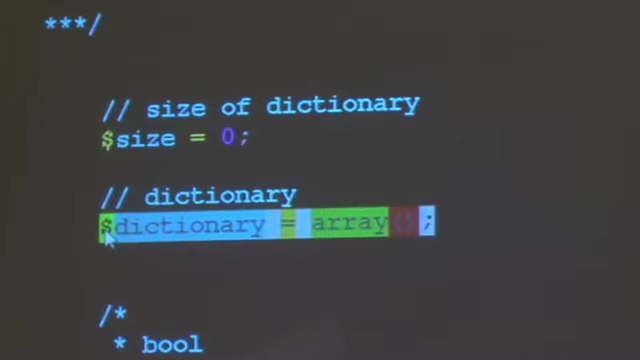 ***/
// size of dictionary
$size = 0;
// dictionary
$dictionary = array();
/*
* bool